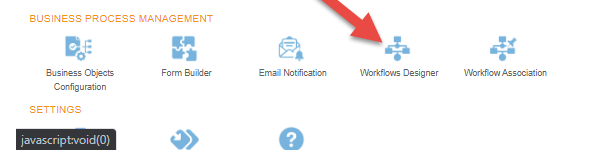 BUSINESS PROCESS MANAGEMENT
Business Objects
Configuration
Form Builder
Email Notification
Workflows Designer
Workflow Association
SETTINGS
javascript:void(0)
?